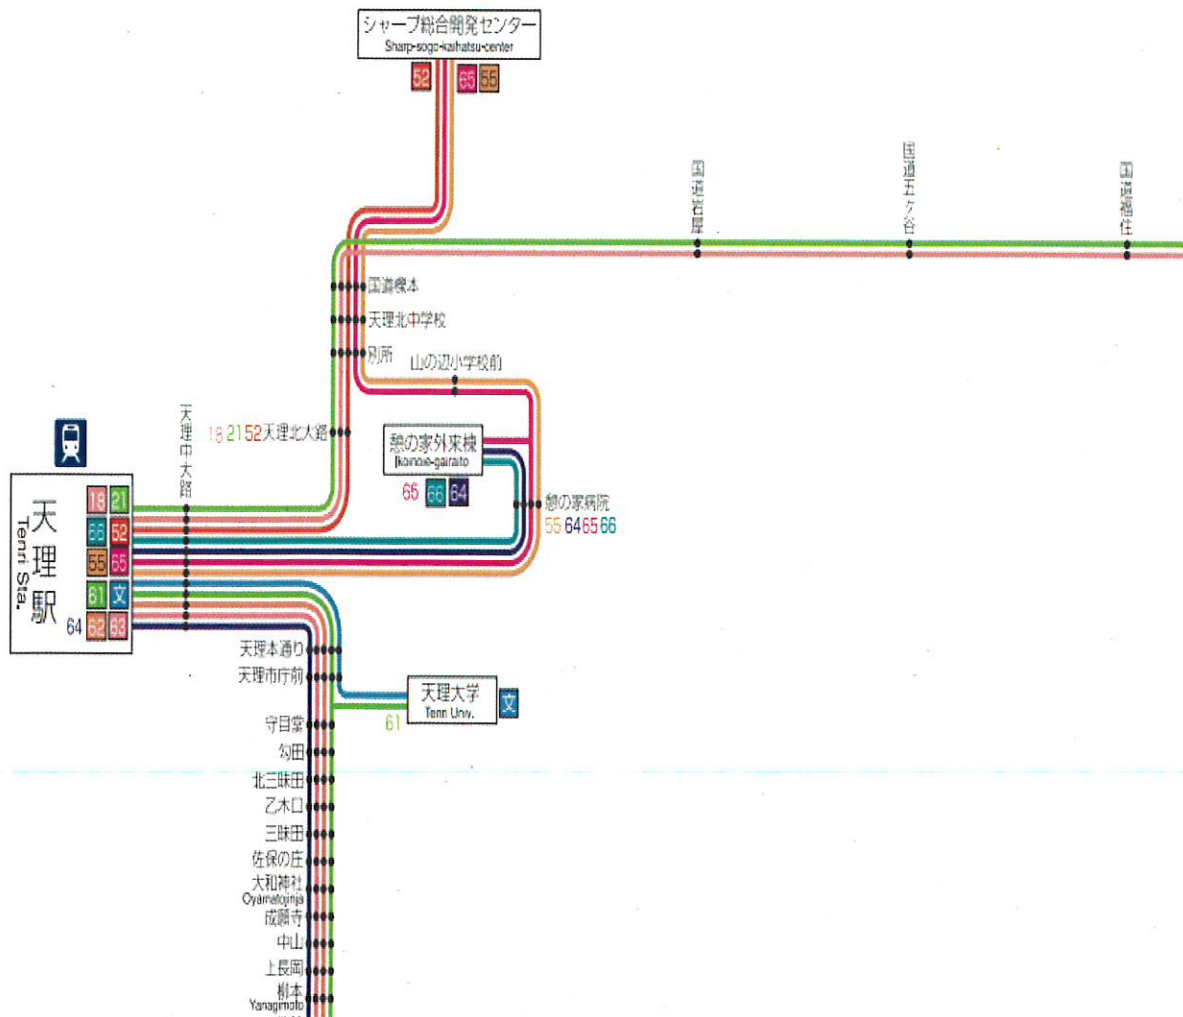 シャープ総合開発センター
Sharp-sogo-kaihatsu-center
52 65 55
国道岩屋
国道五ケ谷
国道福住
国道櫟本
天理北中学校
別所
山の辺小学校前
天理中大路
18 21 52 天理北大路
憩の家外来棟
Ikoinoie-gairaito
65 66 64
憩の家病院
55 64 65 66
天理駅
Tenri Sta.
18 21
66 52
55 65
61 文
64 62 63
天理本通り
天理市庁前
天理大学
Tenri Univ.
文
61
守目堂
勾田
北三昧田
乙木口
三昧田
佐保の庄
大和神社
Oyamatojinja
成願寺
中山
上長岡
柳本
Yanagimoto